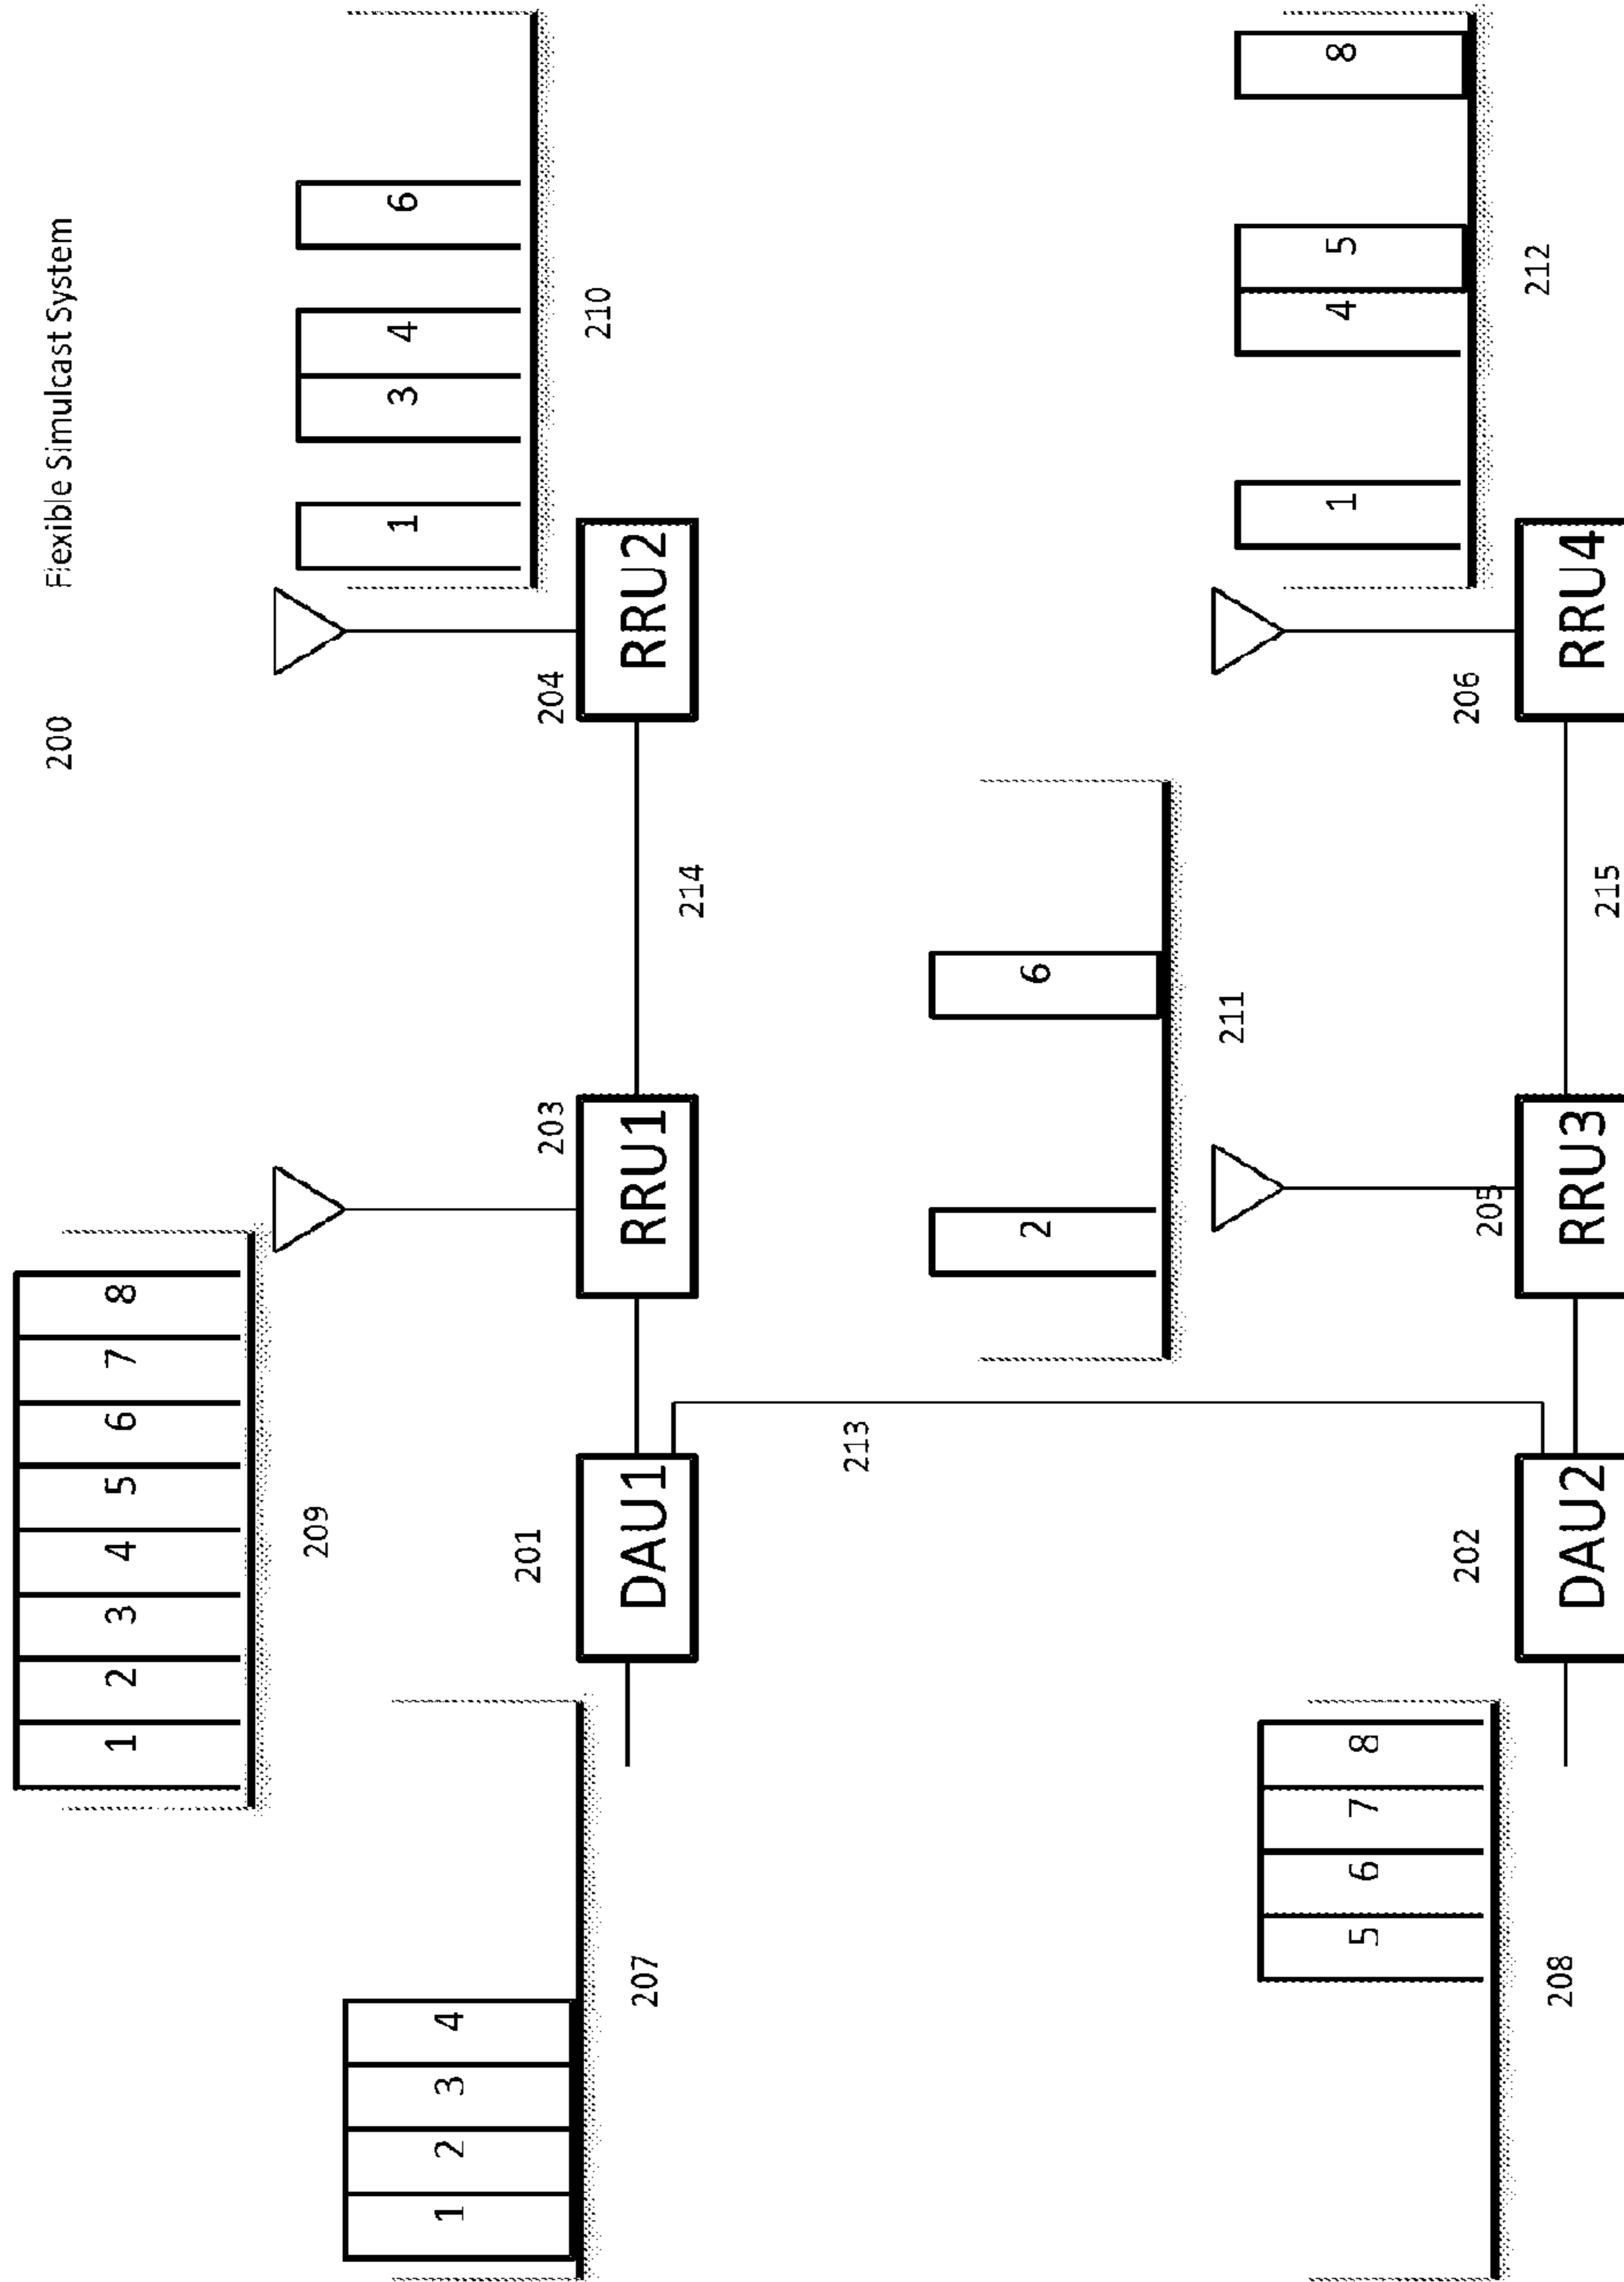 200 Flexible Simulcast System
1 2 3 4 5 6 7 8
209
1 2 3 4
207
1 3 4 6
210
201
DAU1
203
RRU1
204
RRU2
214
213
2 6
211
5 6 7 8
208
1 4 5 8
212
202
DAU2
205
RRU3
206
RRU4
215